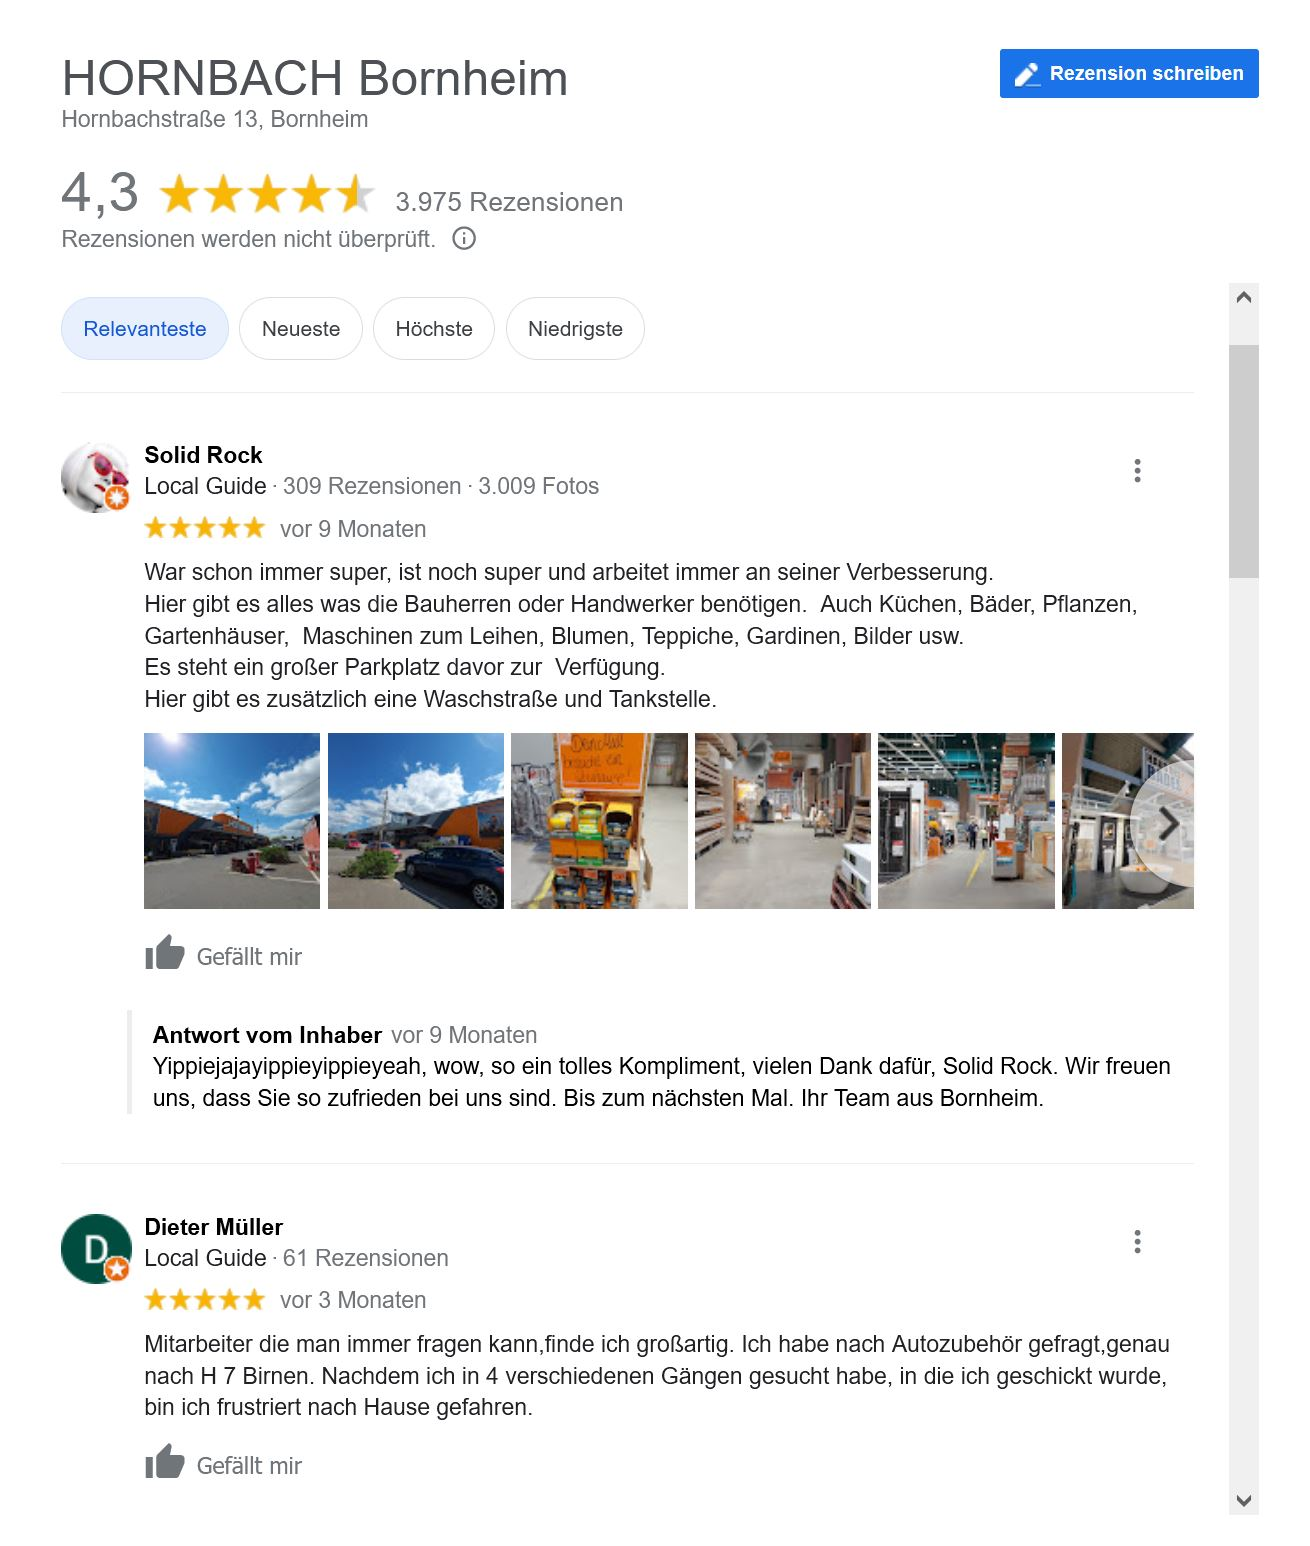 HORNBACH Bornheim
Rezension schreiben
Hornbachstraße 13, Bornheim
4,3 3.975 Rezensionen
Rezensionen werden nicht überprüft.
Relevanteste Neueste Höchste Niedrigste
Solid Rock
Local Guide · 309 Rezensionen · 3.009 Fotos
vor 9 Monaten
War schon immer super, ist noch super und arbeitet immer an seiner Verbesserung.
Hier gibt es alles was die Bauherren oder Handwerker benötigen.  Auch Küchen, Bäder, Pflanzen,
Gartenhäuser,  Maschinen zum Leihen, Blumen, Teppiche, Gardinen, Bilder usw.
Es steht ein großer Parkplatz davor zur  Verfügung.
Hier gibt es zusätzlich eine Waschstraße und Tankstelle.
Gefällt mir
Antwort vom Inhaber vor 9 Monaten
Yippiejajayippieyippieyeah, wow, so ein tolles Kompliment, vielen Dank dafür, Solid Rock. Wir freuen
uns, dass Sie so zufrieden bei uns sind. Bis zum nächsten Mal. Ihr Team aus Bornheim.
D
Dieter Müller
Local Guide · 61 Rezensionen
vor 3 Monaten
Mitarbeiter die man immer fragen kann,finde ich großartig. Ich habe nach Autozubehör gefragt,genau
nach H 7 Birnen. Nachdem ich in 4 verschiedenen Gängen gesucht habe, in die ich geschickt wurde,
bin ich frustriert nach Hause gefahren.
Gefällt mir